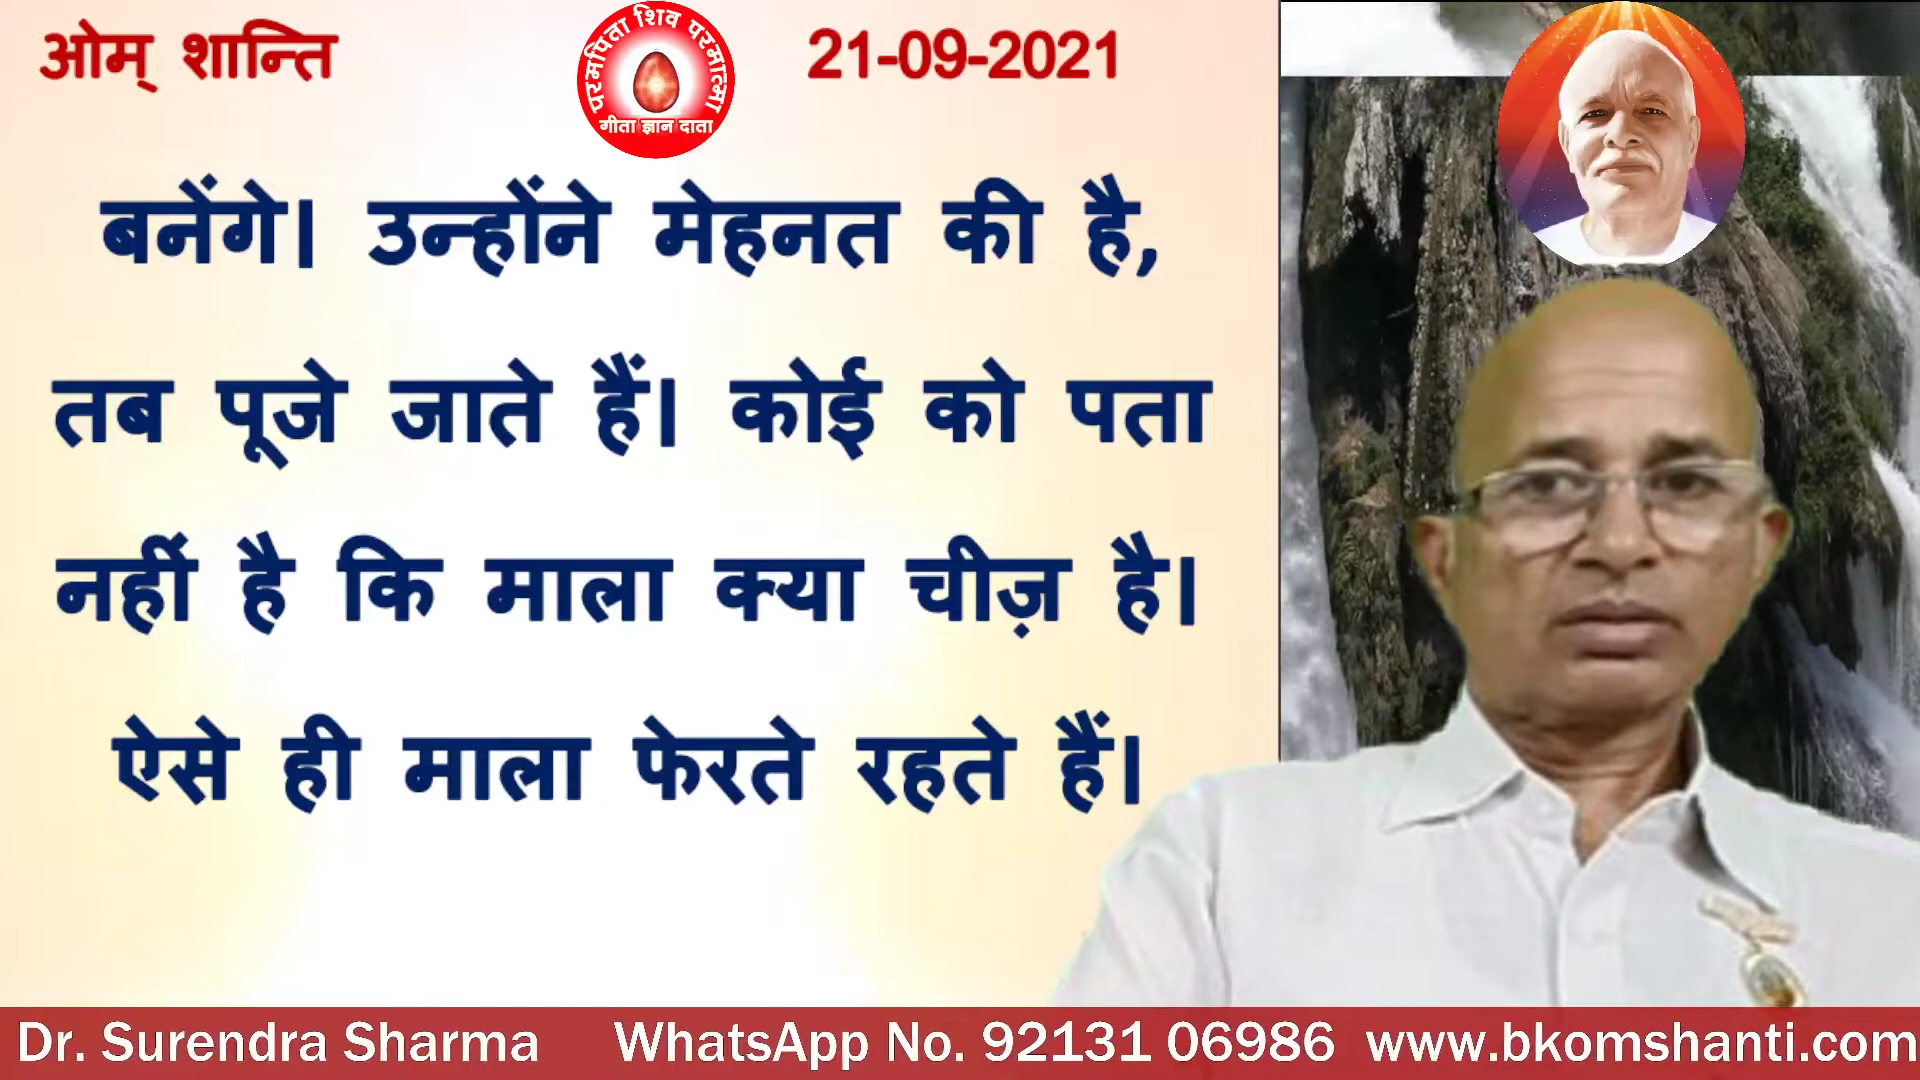 ओम् शान्ति
परमपिता शिव परमात्मा
गीता ज्ञान दाता
21-09-2021
बनेंगे। उन्होंने मेहनत की है,
तब पूजे जाते हैं। कोई को पता
नहीं है कि माला क्या चीज़ है।
ऐसे ही माला फेरते रहते हैं।
Dr. Surendra Sharma WhatsApp No. 92131 06986 www.bkomshanti.com